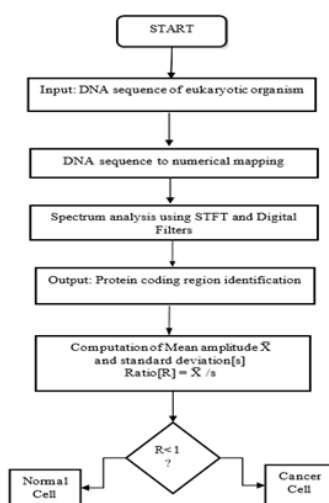 START
Input: DNA sequence of eukaryotic organism
DNA sequence to numerical mapping
Spectrum analysis using STFT and Digital
Filters
Output: Protein coding region identification
Computation of Mean amplitude X̄
and standard deviation[s]
Ratio[R] = X̄ /s
R<1
?
Normal
Cell
Cancer
Cell